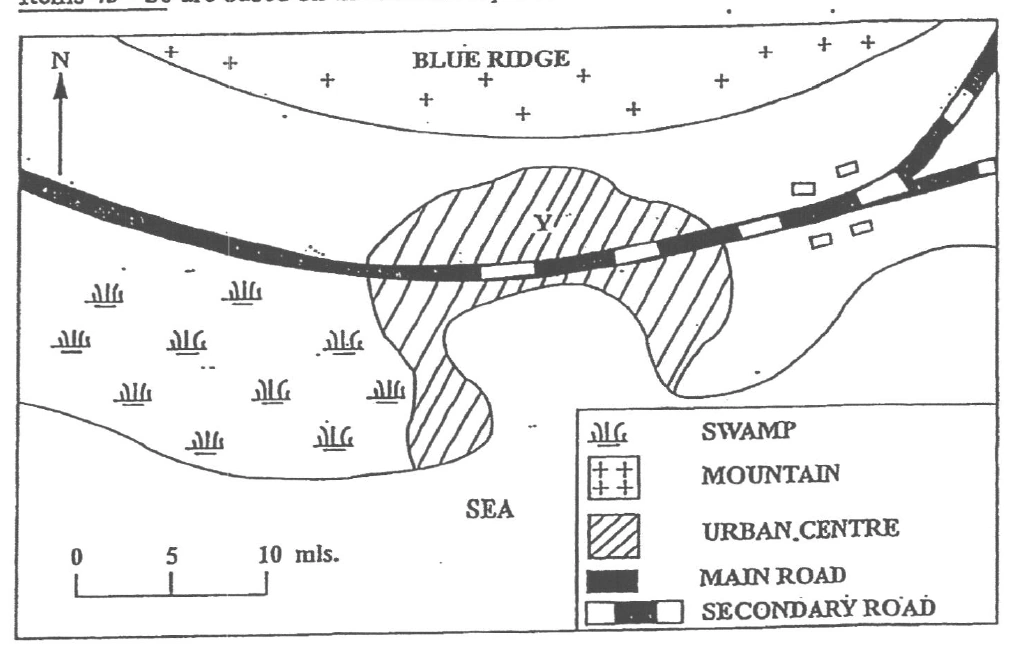 N
BLUE RIDGE
Y
SEA
0 5 10 mls.
SWAMP
MOUNTAIN
URBAN CENTRE
MAIN ROAD
SECONDARY ROAD